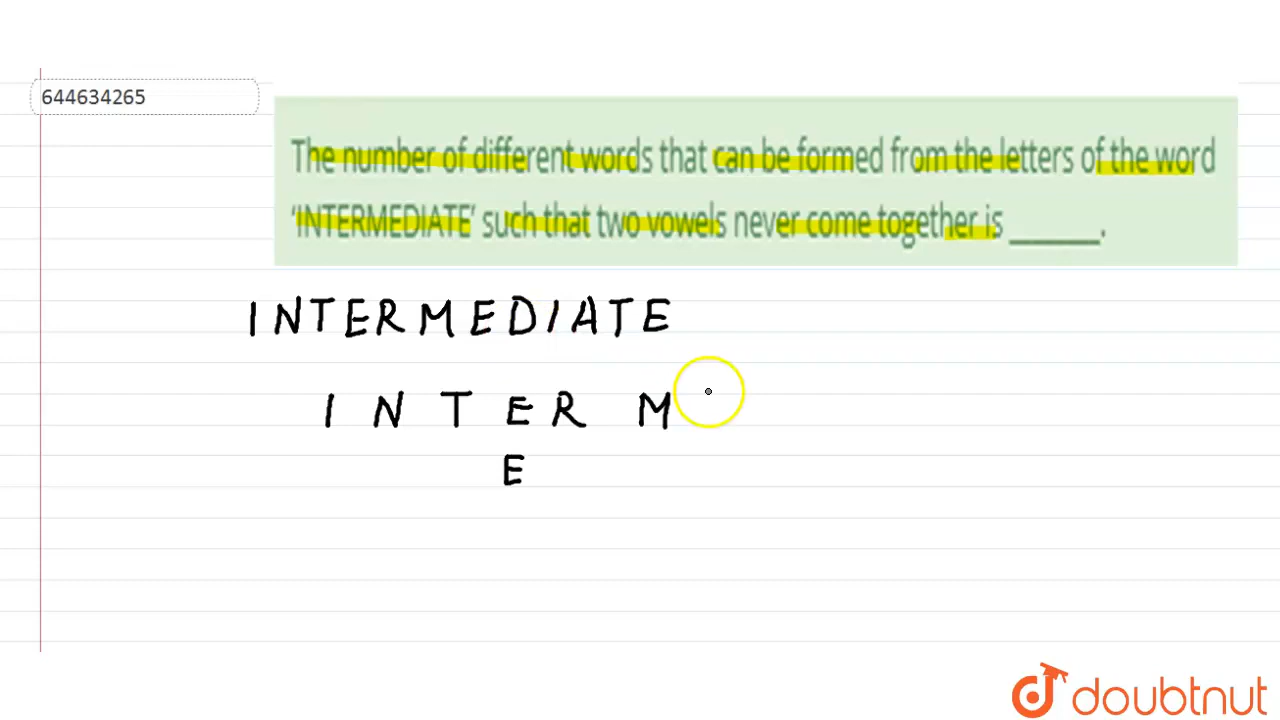 644634265
The number of different words that can be formed from the letters of the word
‘INTERMEDIATE’ such that two vowels never come together is ______.
INTERMEDIATE
I N T E R M
E
doubtnut